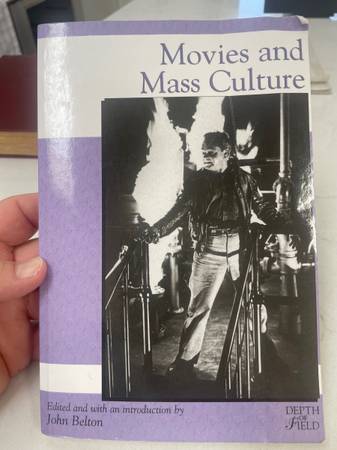 Movies and
Mass Culture
Edited and with an introduction by
John Belton
DEPTH
OF
FIELD